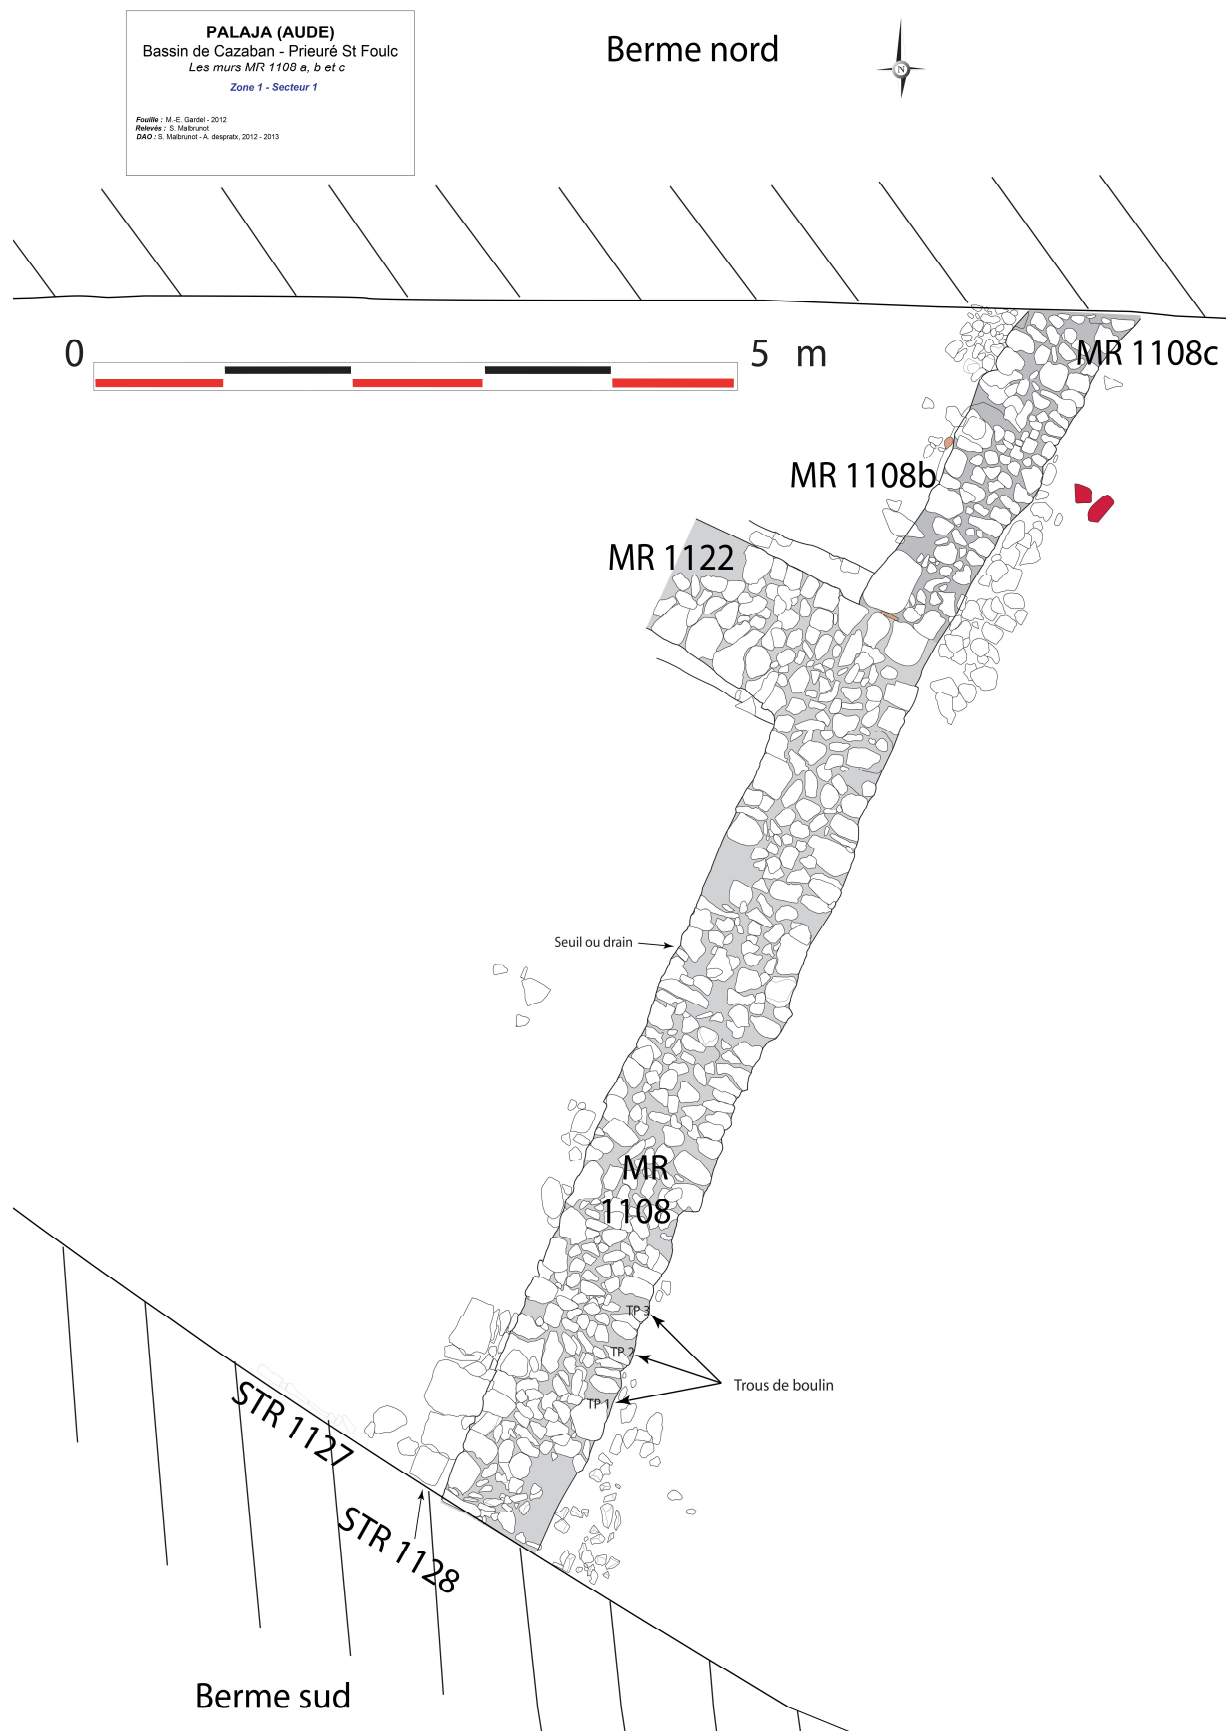 PALAJA (AUDE)
Bassin de Cazaban - Prieuré St Foulc
Les murs MR 1108 a, b et c
Zone 1 - Secteur 1
Fouille : M.-E. Gardel - 2012
Relevés : S. Malbrunot
DAO : S. Malbrunot - A. despratx, 2012 - 2013
Berme nord
N
0
5 m
MR 1108c
MR 1108b
MR 1122
Seuil ou drain
MR
1108
TP 3
TP 2
TP 1
Trous de boulin
STR 1127
STR 1128
Berme sud